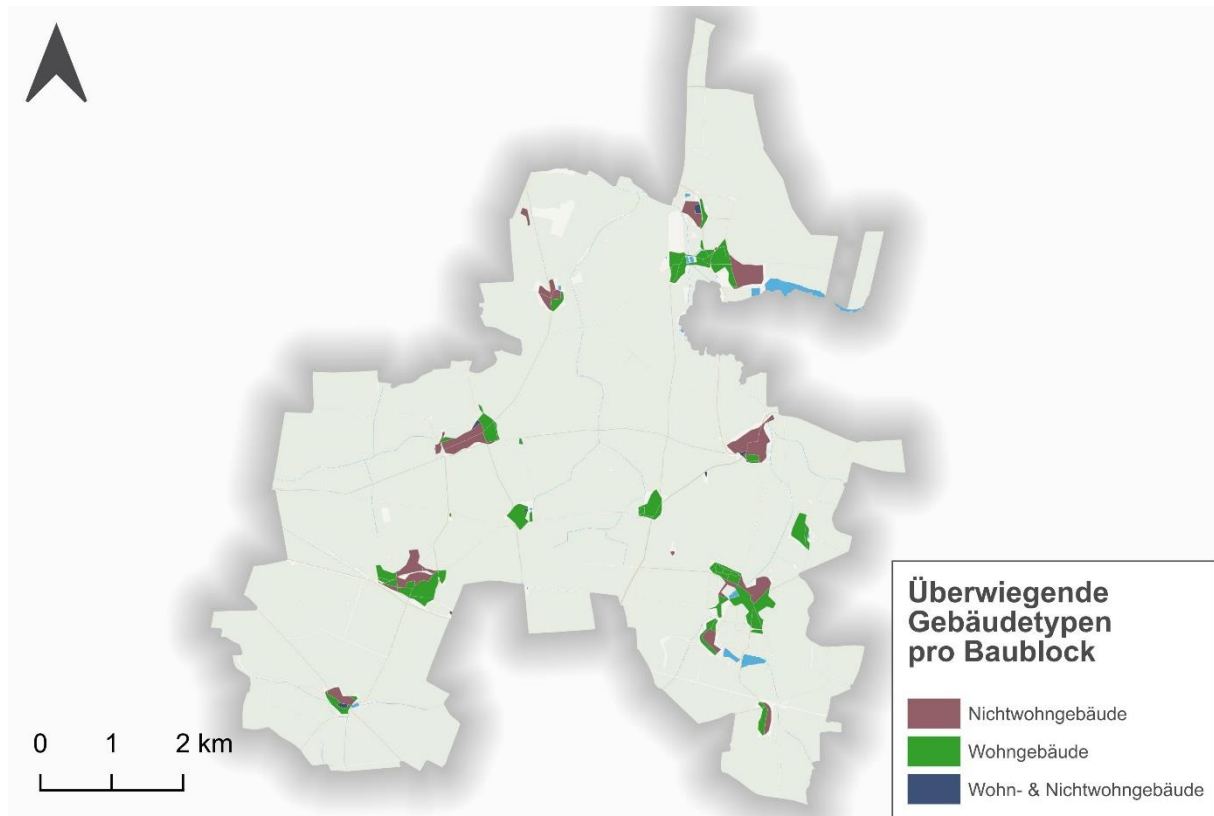 0 1 2 km
Überwiegende
Gebäudetypen
pro Baublock
Nichtwohngebäude
Wohngebäude
Wohn- & Nichtwohngebäude